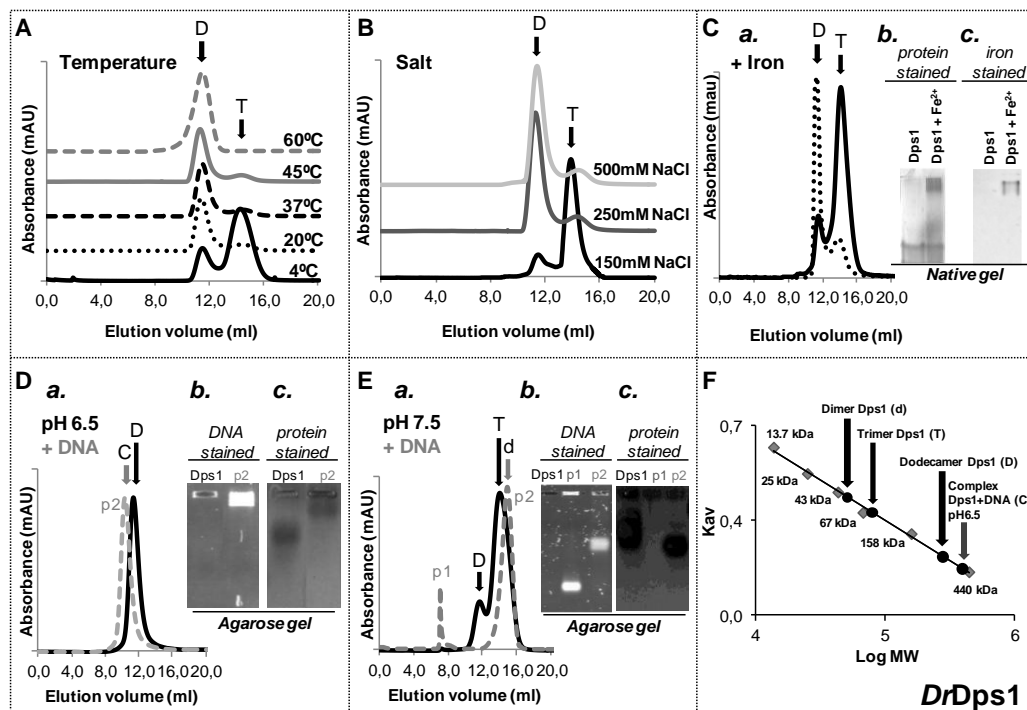 A
Temperature
D
T
60ºC
45ºC
37ºC
20ºC
4ºC
Absorbance (mAU)
0,0 4,0 8,0 12,0 16,0 20,0
Elution volume (ml)
B
Salt
D
T
500mM NaCl
250mM NaCl
150mM NaCl
Absorbance (mAU)
0,0 4,0 8,0 12,0 16,0 20,0
Elution volume (ml)
C
a.
+ Iron
D
T
Absorbance (mau)
0,0 4,0 8,0 12,0 16,0 20,0
Elution volume (ml)
b.
protein
stained
Dps1
Dps1 + Fe²⁺
c.
iron
stained
Dps1
Dps1 + Fe²⁺
Native gel
D
a.
pH 6.5
+ DNA
C
D
p2
Absorbance (mAU)
0,0 4,0 8,0 12,0 16,0 20,0
Elution volume (ml)
b.
DNA
stained
Dps1 p2
c.
protein
stained
Dps1 p2
Agarose gel
E
a.
pH 7.5
+ DNA
T
d
p2
D
p1
Absorbance (mAU)
0,0 4,0 8,0 12,0 16,0 20,0
Elution volume (ml)
b.
DNA
stained
Dps1 p1 p2
c.
protein
stained
Dps1 p1 p2
Agarose gel
F
Kav
0,7
0,4
0,0
13.7 kDa
25 kDa
43 kDa
67 kDa
158 kDa
440 kDa
Dimer Dps1 (d)
Trimer Dps1 (T)
Dodecamer Dps1 (D)
Complex
Dps1+DNA (C
pH6.5
4 5 6
Log MW
DrDps1